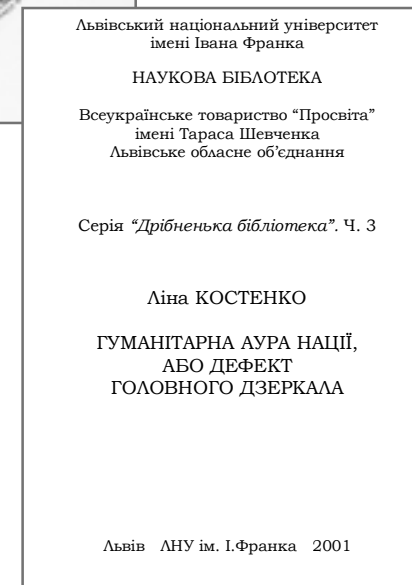 Львівський національний університет
імені Івана Франка
НАУКОВА БІБЛОТЕКА
Всеукраїнське товариство “Просвіта”
імені Тараса Шевченка
Львівське обласне об’єднання
Серія “Дрібненька бібліотека”. Ч. 3
Ліна КОСТЕНКО
ГУМАНІТАРНА АУРА НАЦІЇ,
АБО ДЕФЕКТ
ГОЛОВНОГО ДЗЕРКАЛА
Львів ЛНУ ім. І.Франка 2001